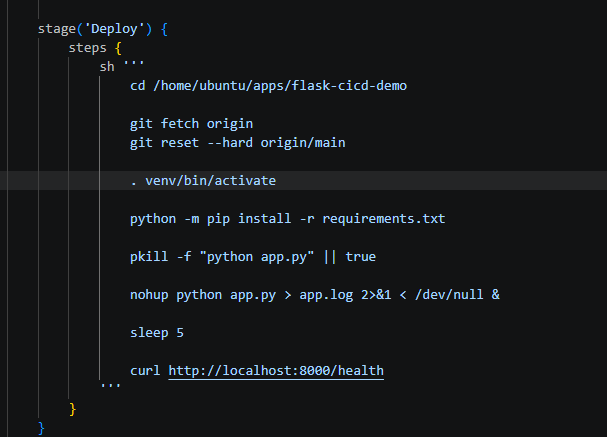 stage('Deploy') {
steps {
sh '''
cd /home/ubuntu/apps/flask-cicd-demo
git fetch origin
git reset --hard origin/main
. venv/bin/activate
python -m pip install -r requirements.txt
pkill -f "python app.py" || true
nohup python app.py > app.log 2>&1 < /dev/null &
sleep 5
curl http://localhost:8000/health
'''
}
}